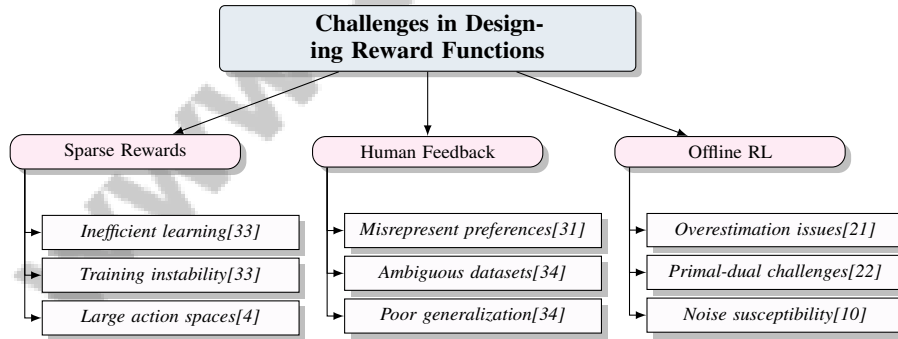 Challenges in Design-
ing Reward Functions
Sparse Rewards
Human Feedback
Offline RL
Inefficient learning[33]
Training instability[33]
Large action spaces[4]
Misrepresent preferences[31]
Ambiguous datasets[34]
Poor generalization[34]
Overestimation issues[21]
Primal-dual challenges[22]
Noise susceptibility[10]